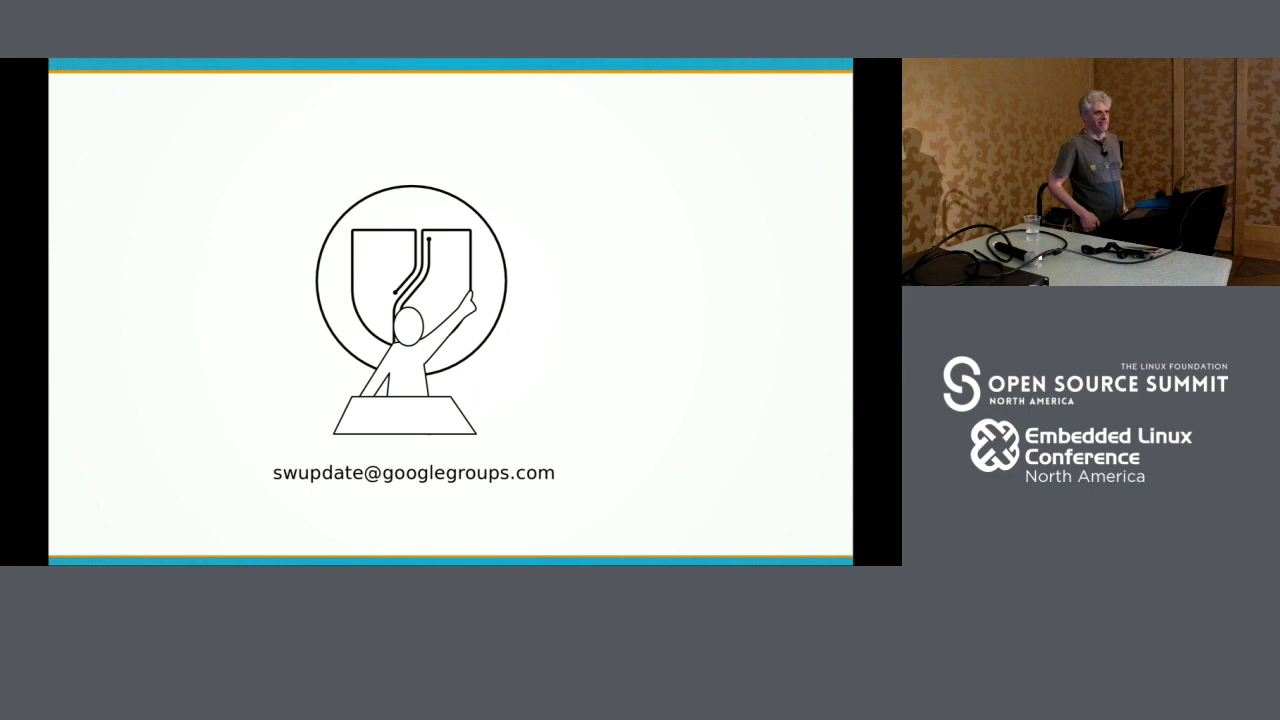 swupdate@googlegroups.com
THE LINUX FOUNDATION
OPEN SOURCE SUMMIT
NORTH AMERICA
Embedded Linux
Conference
North America